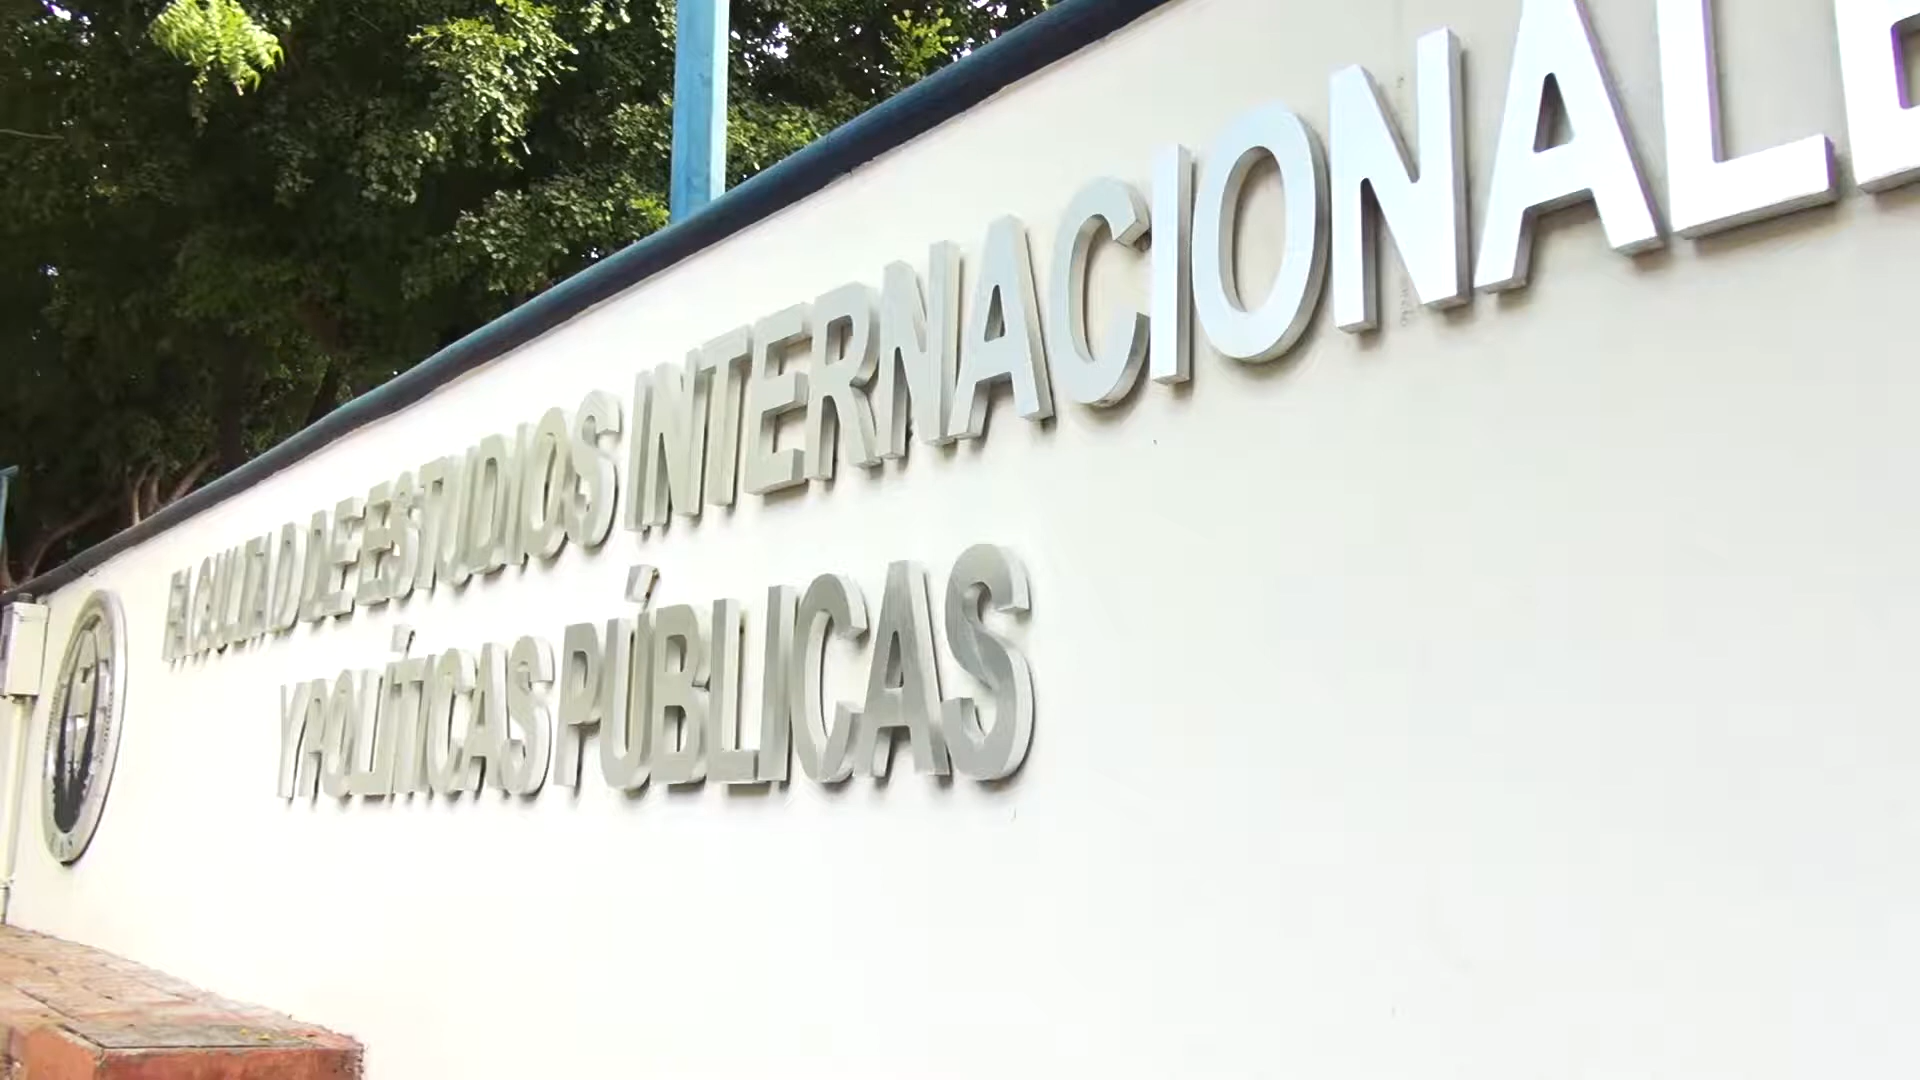 FACULTAD DE ESTUDIOS INTERNACIONALE
Y POLÍTICAS PÚBLICAS